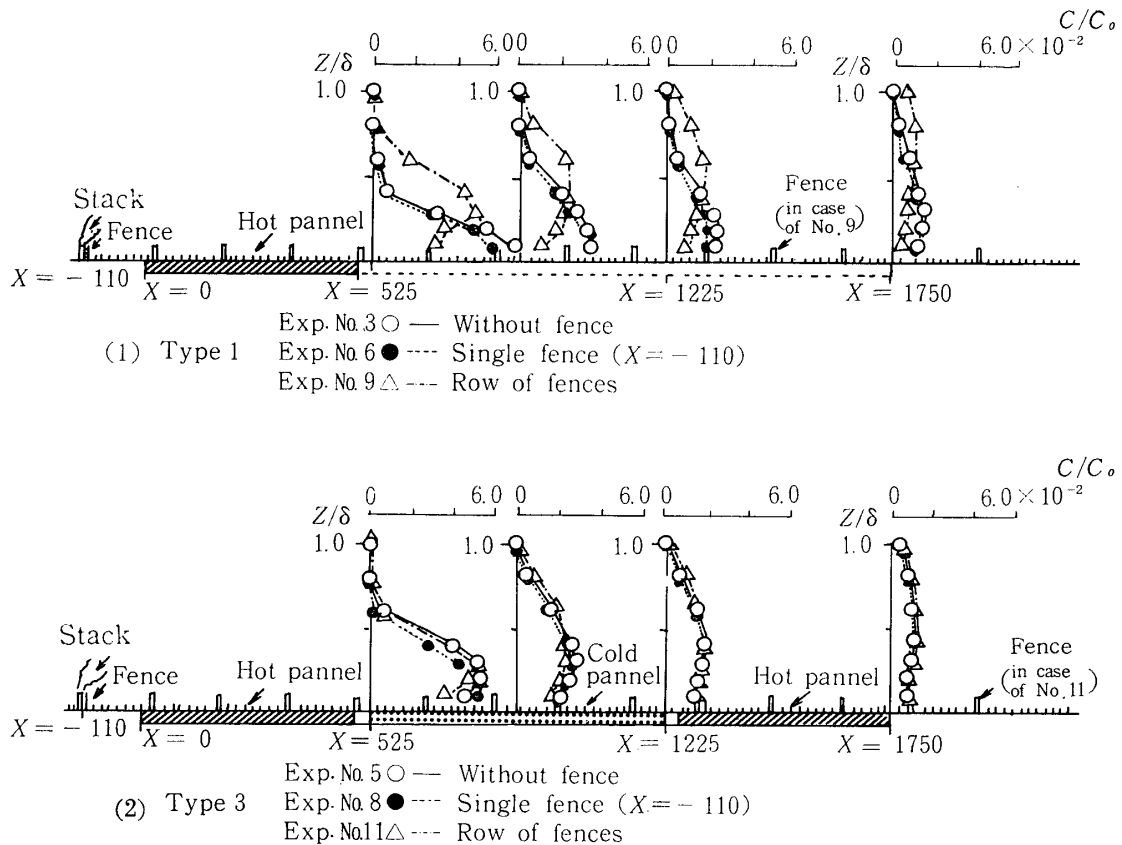 C/C₀
0 6.00 6.00 6.00 6.0 0 6.0×10⁻²
Z/δ Z/δ
1.0 1.0 1.0 1.0
Stack
Fence
Hot pannel
Fence
(in case
of No. 9)
X=−110 X=0 X=525 X=1225 X=1750
(1) Type 1
Exp. No. 3 ○ — Without fence
Exp. No. 6 ● ---- Single fence (X=−110)
Exp. No. 9 △ -·-- Row of fences
C/C₀
0 6.0 0 6.00 6.0 0 6.0×10⁻²
Z/δ Z/δ
1.0 1.0 1.0 1.0
Stack
Fence
Hot pannel
Cold
pannel
Hot pannel
Fence
(in case
of No. 11)
X=−110 X=0 X=525 X=1225 X=1750
(2) Type 3
Exp. No. 5 ○ — Without fence
Exp. No. 8 ● ---- Single fence (X=−110)
Exp. No. 11 △ -·-- Row of fences